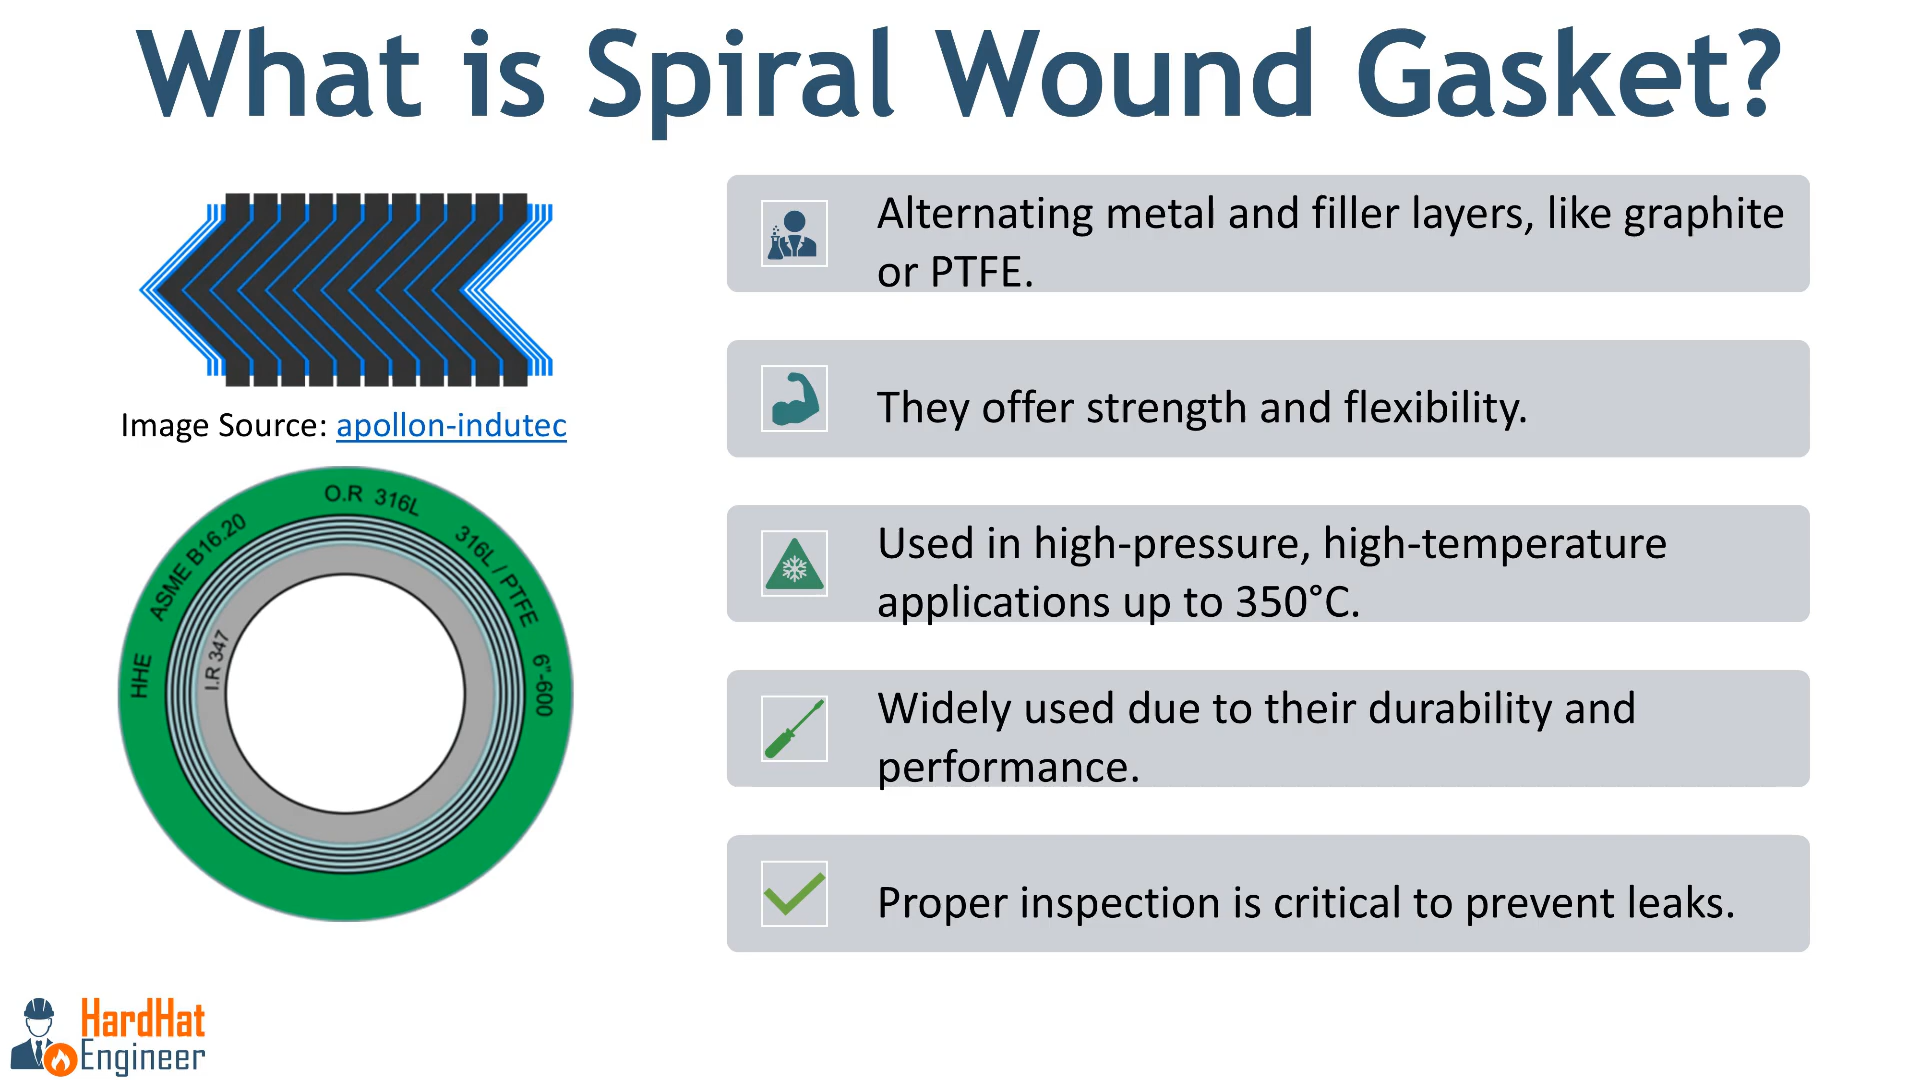 What is Spiral Wound Gasket?
Image Source: apollon-indutec
HHE
ASME B16.20
O.R 316L
316L / PTFE
6"-600
I.R 347
Alternating metal and filler layers, like graphite
or PTFE.
They offer strength and flexibility.
Used in high-pressure, high-temperature
applications up to 350°C.
Widely used due to their durability and
performance.
Proper inspection is critical to prevent leaks.
HardHat
Engineer